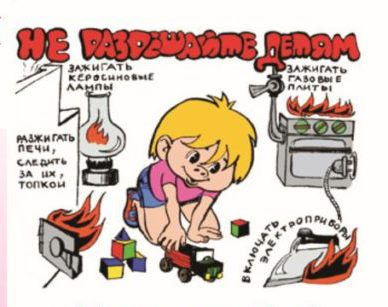 НЕ РАЗРЕШАЙТЕ ДЕТЯМ
ЗАЖИГАТЬ
КЕРОСИНОВЫЕ
ЛАМПЫ
ЗАЖИГАТЬ
ГАЗОВЫЕ
ПЛИТЫ
РАЗЖИГАТЬ
ПЕЧИ,
СЛЕДИТЬ
ЗА ИХ,
ТОПКОЙ
ВКЛЮЧАТЬ
ЭЛЕКТРОПРИБОРЫ